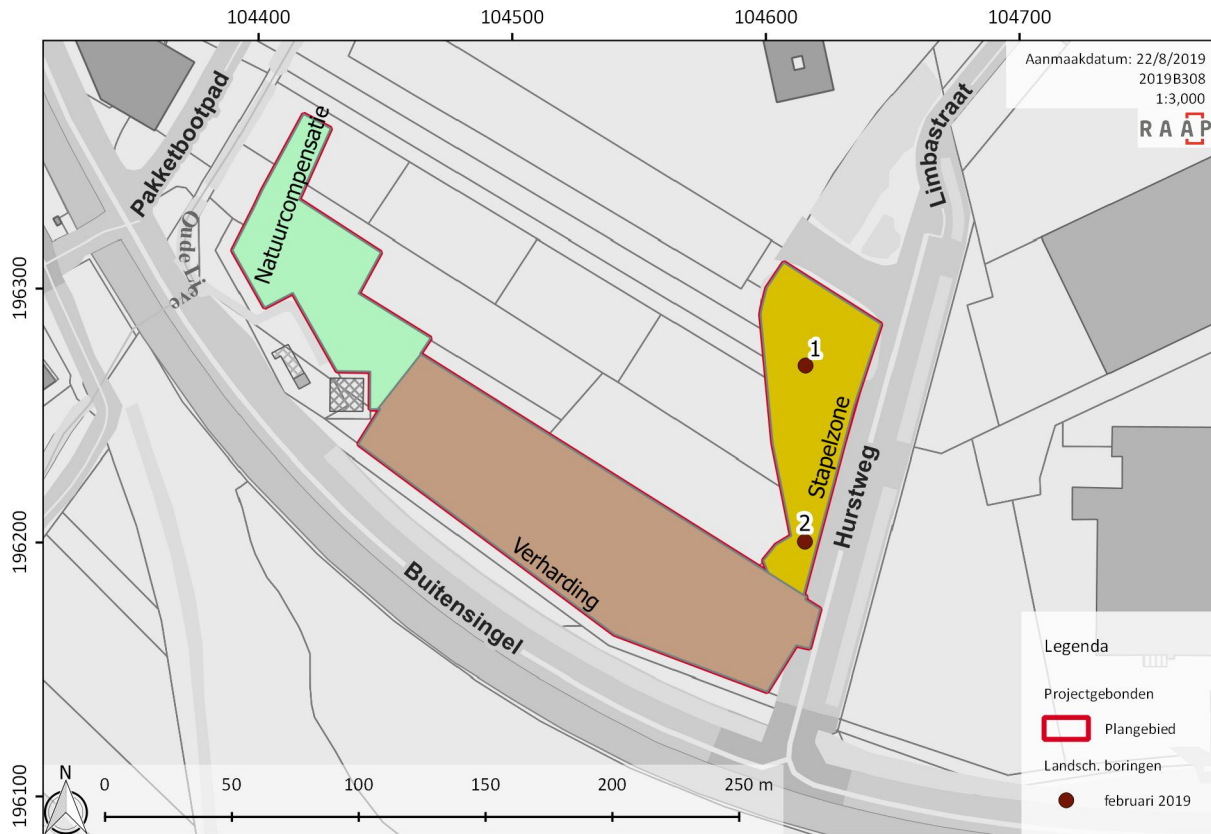 104400 104500 104600 104700
Aanmaakdatum: 22/8/2019
2019B308
1:3,000
RAAP
Pakketbootpad
Natuurcompensatie
Limbastraat
Oude Lieve
196300
1
Stapelzone
Hurstweg
2
196200
Verharding
Buitensingel
Legenda
Projectgebonden
Plangebied
Landsch. boringen
februari 2019
N
0 50 100 150 200 250 m
196100